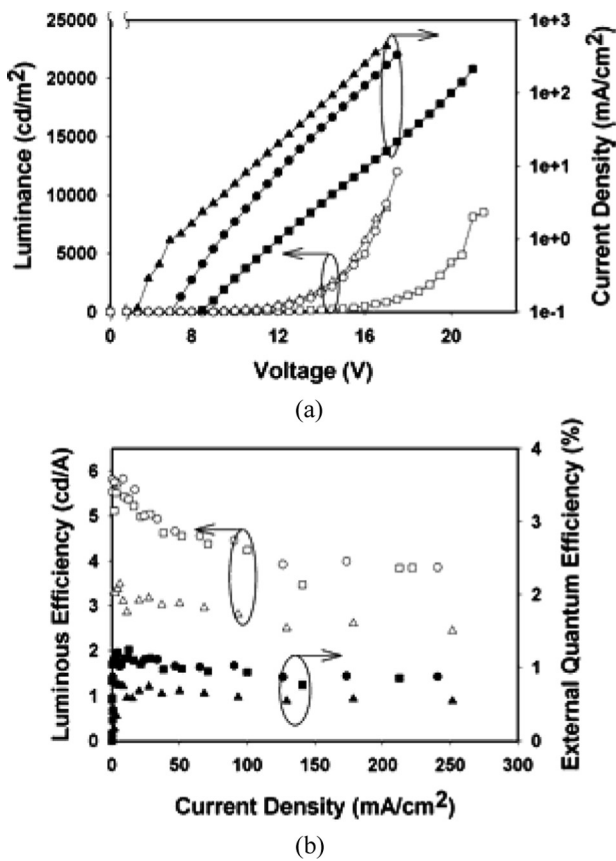 25000
20000
15000
10000
5000
0
Luminance (cd/m²)
1e+3
1e+2
1e+1
1e+0
1e-1
Current Density (mA/cm²)
0 8 12 16 20
Voltage (V)
(a)
6
5
4
3
2
1
0
Luminous Efficiency (cd/A)
4
3
2
1
0
External Quantum Efficiency (%)
0 50 100 150 200 250 300
Current Density (mA/cm²)
(b)